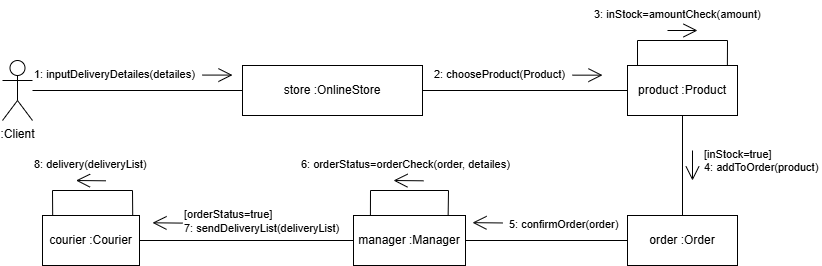 3: inStock=amountCheck(amount)
1: inputDeliveryDetailes(detailes)
2: chooseProduct(Product)
store :OnlineStore
product :Product
:Client
[inStock=true]
4: addToOrder(product)
8: delivery(deliveryList)
6: orderStatus=orderCheck(order, detailes)
[orderStatus=true]
7: sendDeliveryList(deliveryList)
5: confirmOrder(order)
courier :Courier
manager :Manager
order :Order